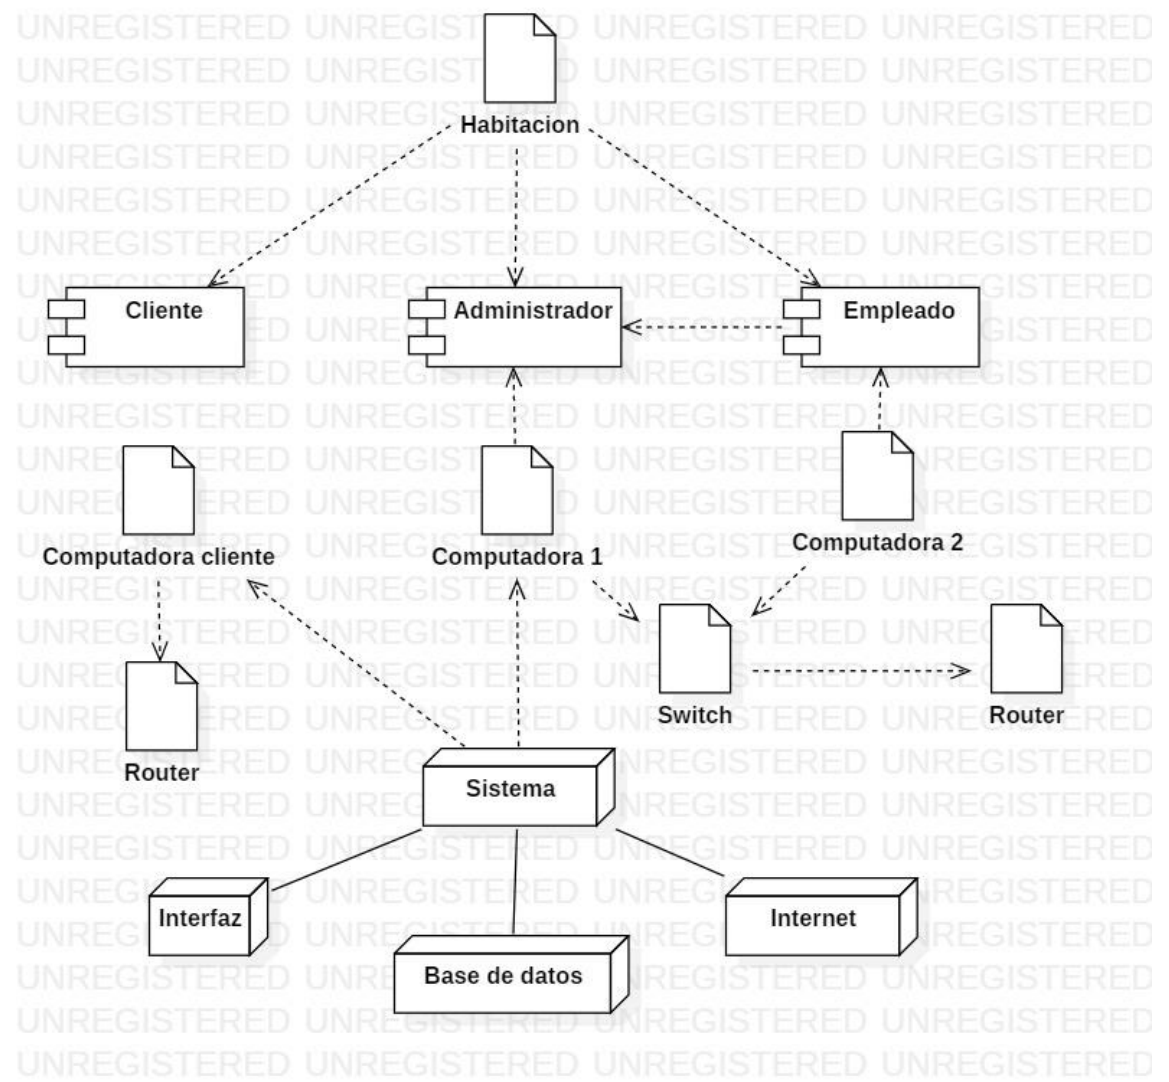 Habitacion
Cliente
Administrador
Empleado
Computadora cliente
Computadora 1
Computadora 2
Router
Switch
Router
Sistema
Interfaz
Base de datos
Internet
UNREGISTERED